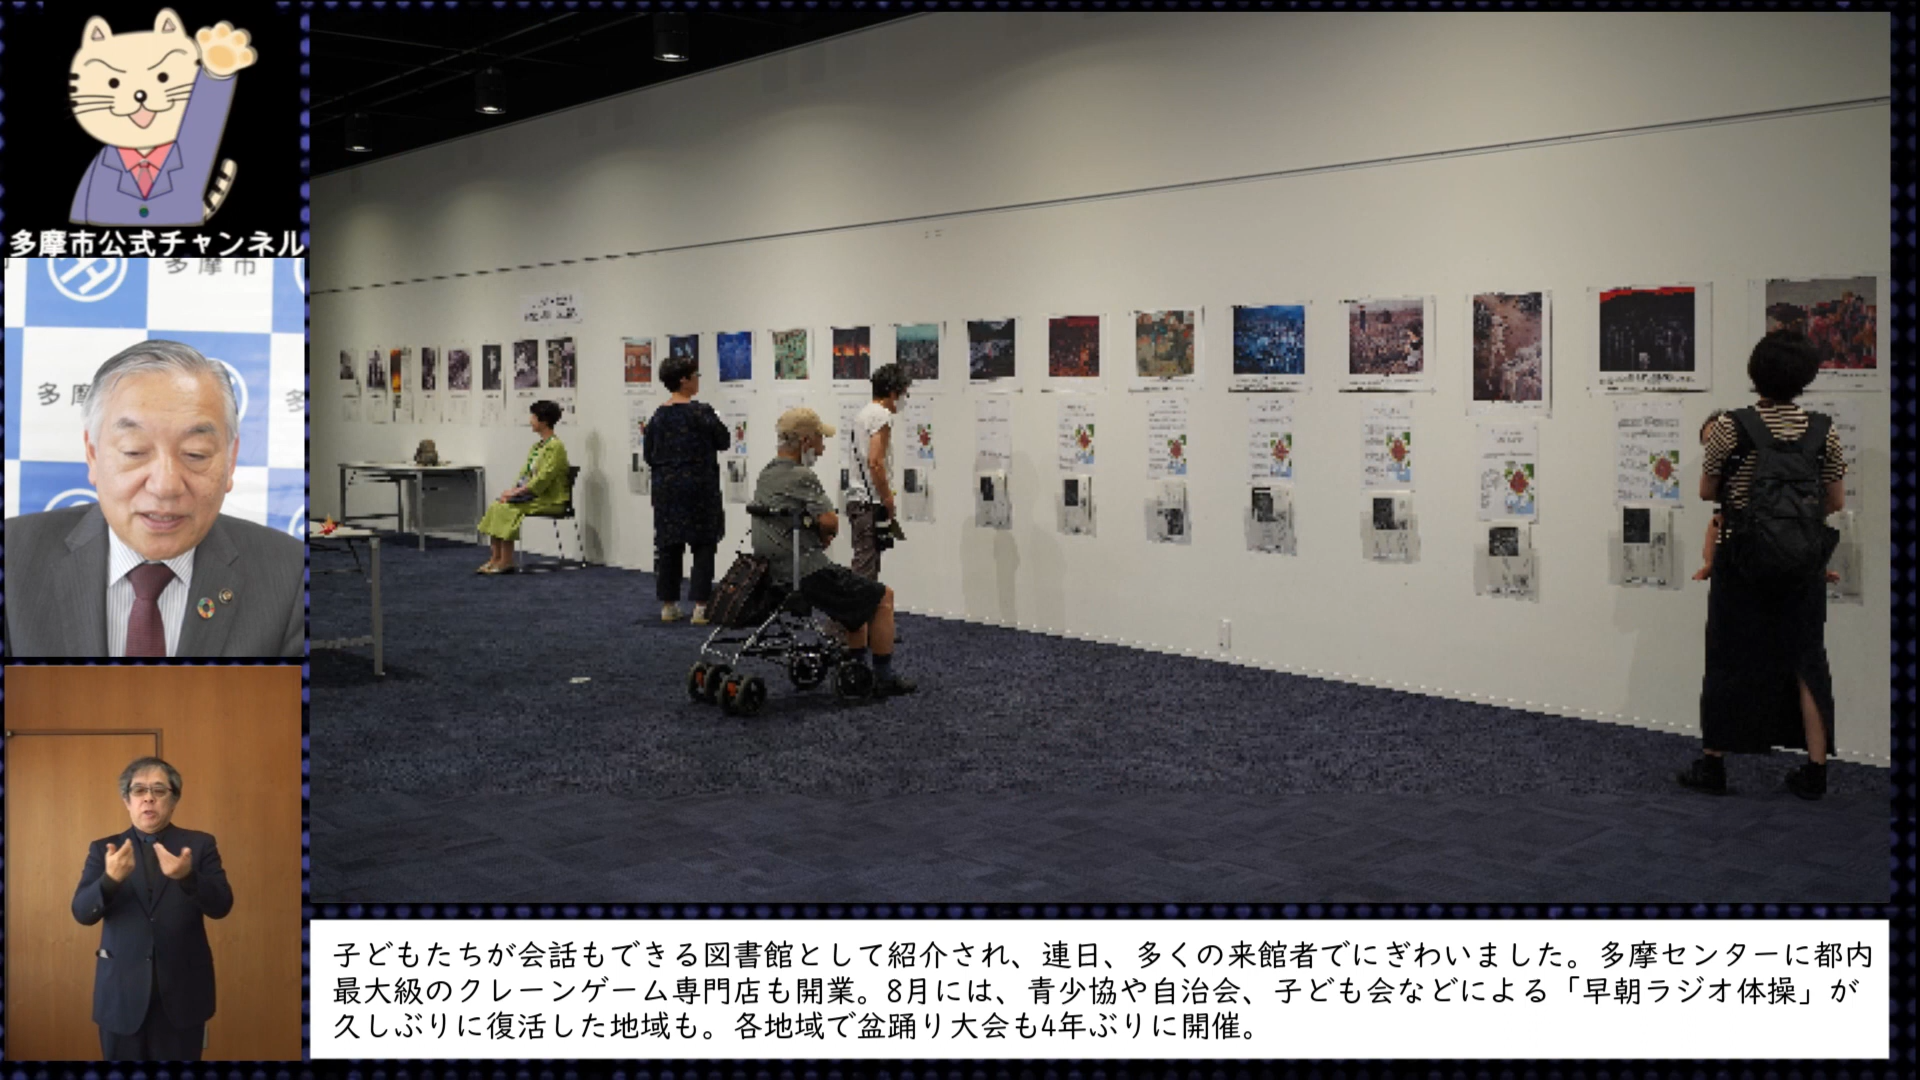 多摩市公式チャンネル
多摩市
多摩
多
子どもたちが会話もできる図書館として紹介され、連日、多くの来館者でにぎわいました。多摩センターに都内
最大級のクレーンゲーム専門店も開業。8月には、青少協や自治会、子ども会などによる「早朝ラジオ体操」が
久しぶりに復活した地域も。各地域で盆踊り大会も4年ぶりに開催。